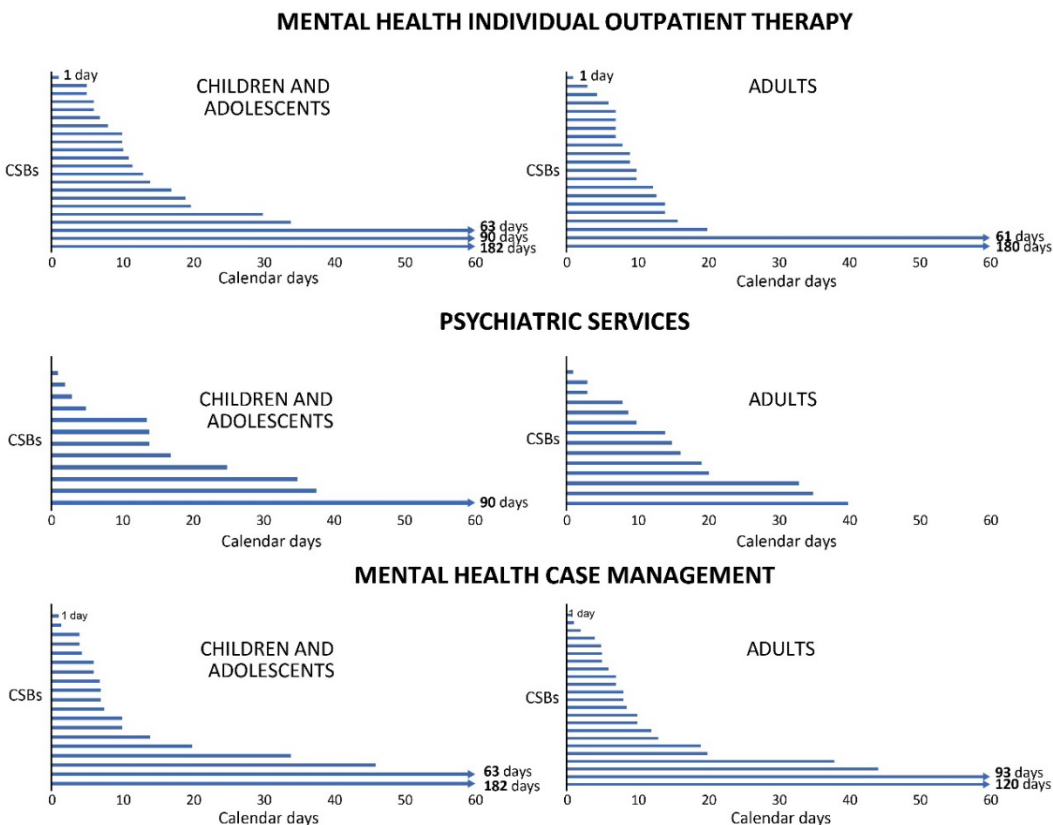 MENTAL HEALTH INDIVIDUAL OUTPATIENT THERAPY
1 day
CHILDREN AND
ADOLESCENTS
CSBs
63 days
90 days
182 days
0 10 20 30 40 50 60
Calendar days
1 day
ADULTS
CSBs
61 days
180 days
0 10 20 30 40 50 60
Calendar days
PSYCHIATRIC SERVICES
CHILDREN AND
ADOLESCENTS
CSBs
90 days
0 10 20 30 40 50 60
Calendar days
ADULTS
CSBs
0 10 20 30 40 50 60
Calendar days
MENTAL HEALTH CASE MANAGEMENT
1 day
CHILDREN AND
ADOLESCENTS
CSBs
63 days
182 days
0 10 20 30 40 50 60
Calendar days
1 day
ADULTS
CSBs
93 days
120 days
0 10 20 30 40 50 60
Calendar days